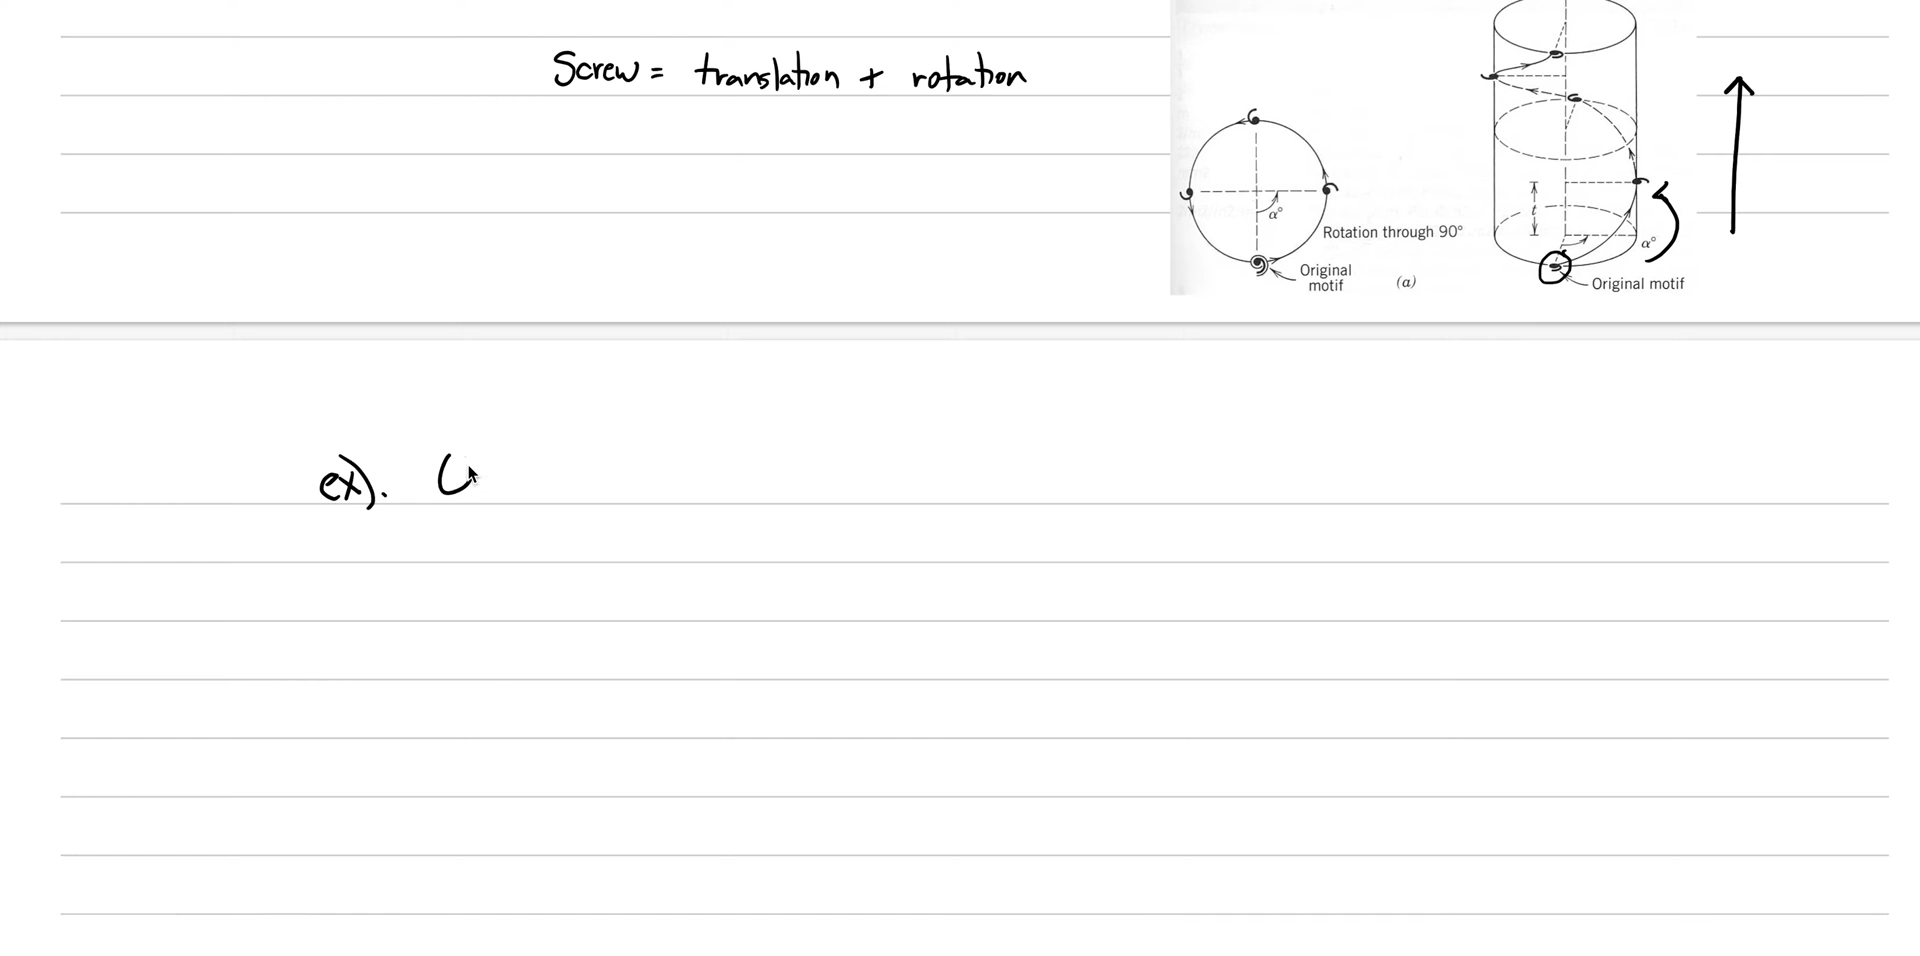 Screw = translation + rotation
α°
Rotation through 90°
Original
motif
(a)
t
α°
Original motif
ex). (